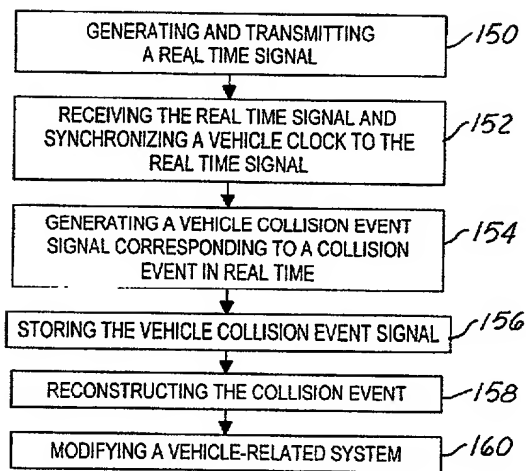 GENERATING AND TRANSMITTING
A REAL TIME SIGNAL
150
RECEIVING THE REAL TIME SIGNAL AND
SYNCHRONIZING A VEHICLE CLOCK TO THE
REAL TIME SIGNAL
152
GENERATING A VEHICLE COLLISION EVENT
SIGNAL CORRESPONDING TO A COLLISION
EVENT IN REAL TIME
154
STORING THE VEHICLE COLLISION EVENT SIGNAL
156
RECONSTRUCTING THE COLLISION EVENT
158
MODIFYING A VEHICLE-RELATED SYSTEM
160